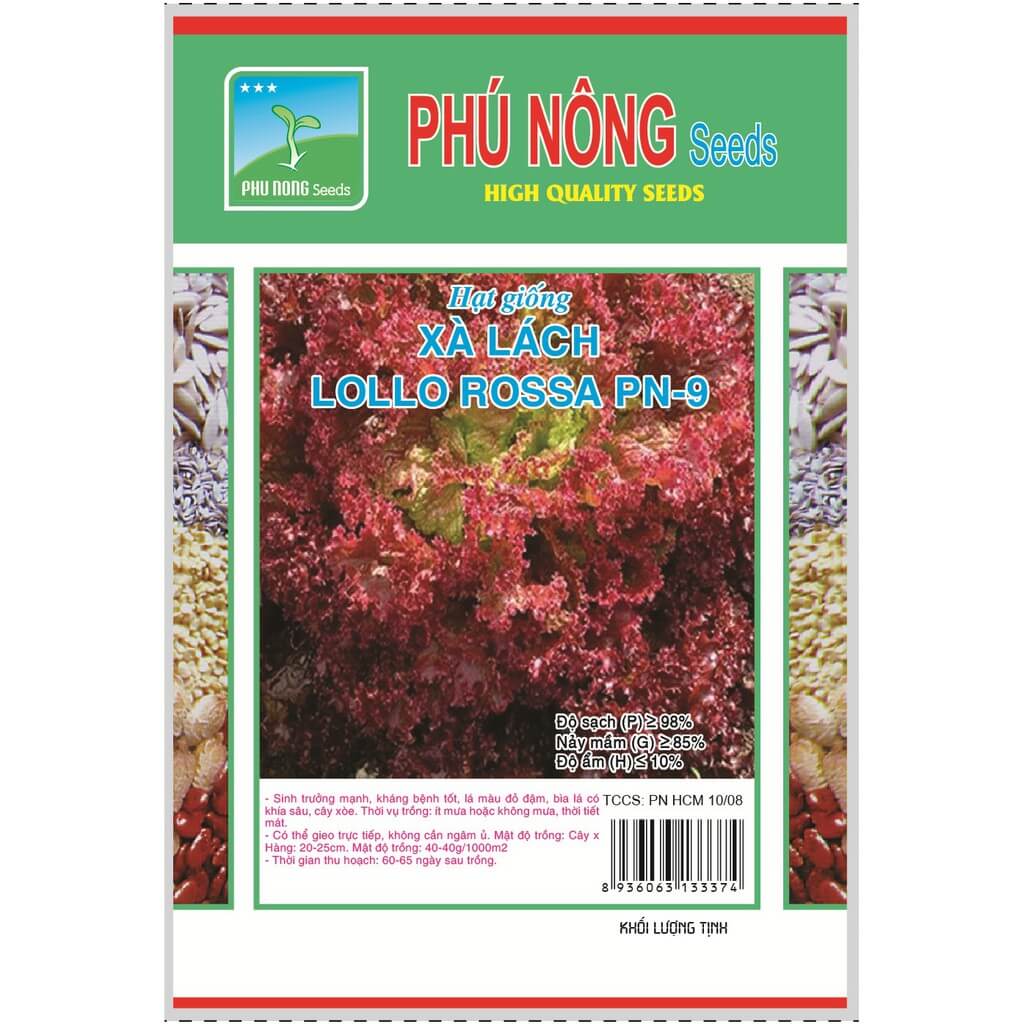 PHU NONG Seeds
PHÚ NÔNG Seeds
HIGH QUALITY SEEDS
Hạt giống
XÀ LÁCH
LOLLO ROSSA PN-9
Độ sạch (P) ≥ 98%
Nảy mầm (G) ≥ 85%
Độ ẩm (H) ≤ 10%
- Sinh trưởng mạnh, kháng bệnh tốt, lá màu đỏ đậm, bìa lá có
khía sâu, cây xòe. Thời vụ trồng: ít mưa hoặc không mưa, thời tiết
mát.
- Có thể gieo trực tiếp, không cần ngâm ủ. Mật độ trồng: Cây x
Hàng: 20-25cm. Mật độ trồng: 40-40g/1000m2
- Thời gian thu hoạch: 60-65 ngày sau trồng.
TCCS: PN HCM 10/08
8 936063 133374
KHỐI LƯỢNG TỊNH